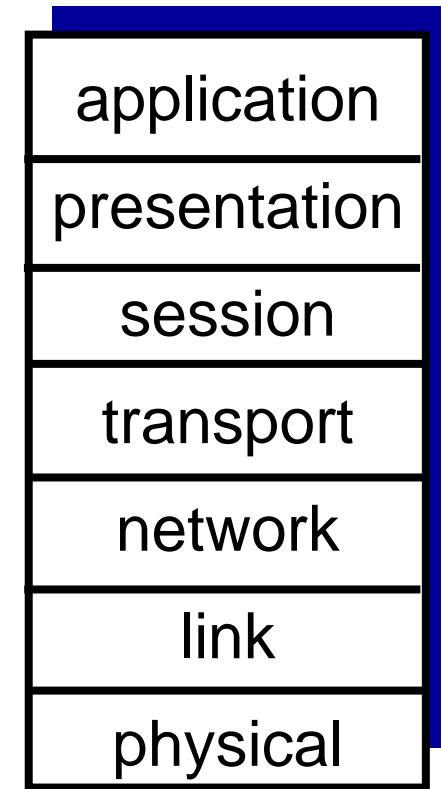 application
presentation
session
transport
network
link
physical